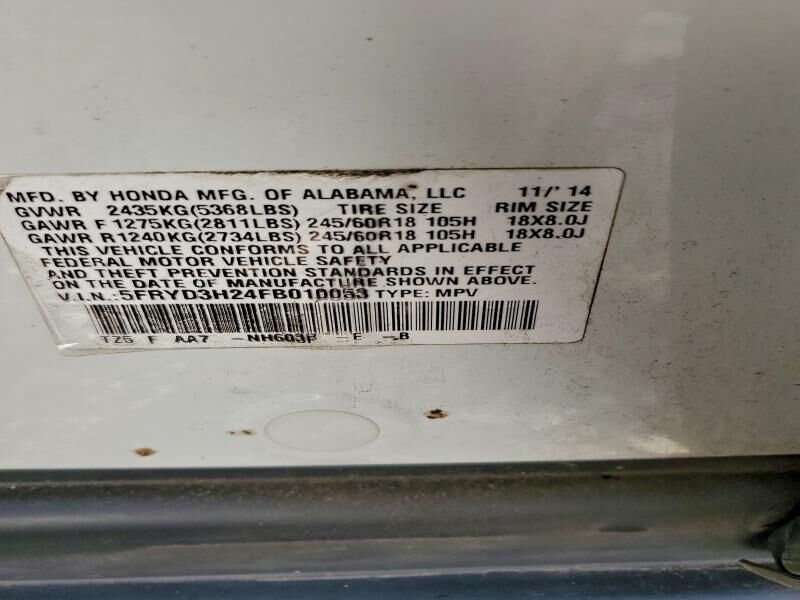 MFD. BY HONDA MFG. OF ALABAMA, LLC 11/'14
GVWR 2435KG(5368LBS) TIRE SIZE RIM SIZE
GAWR F 1275KG(2811LBS) 245/60R18 105H 18X8.0J
GAWR R1240KG(2734LBS) 245/60R18 105H 18X8.0J
THIS VEHICLE CONFORMS TO ALL APPLICABLE
FEDERAL MOTOR VEHICLE SAFETY
AND THEFT PREVENTION STANDARDS IN EFFECT
ON THE DATE OF MANUFACTURE SHOWN ABOVE.
V.I.N.:5FRYD3H24FB010053 TYPE: MPV
TZ5 F AA7 -NH603P -E -B